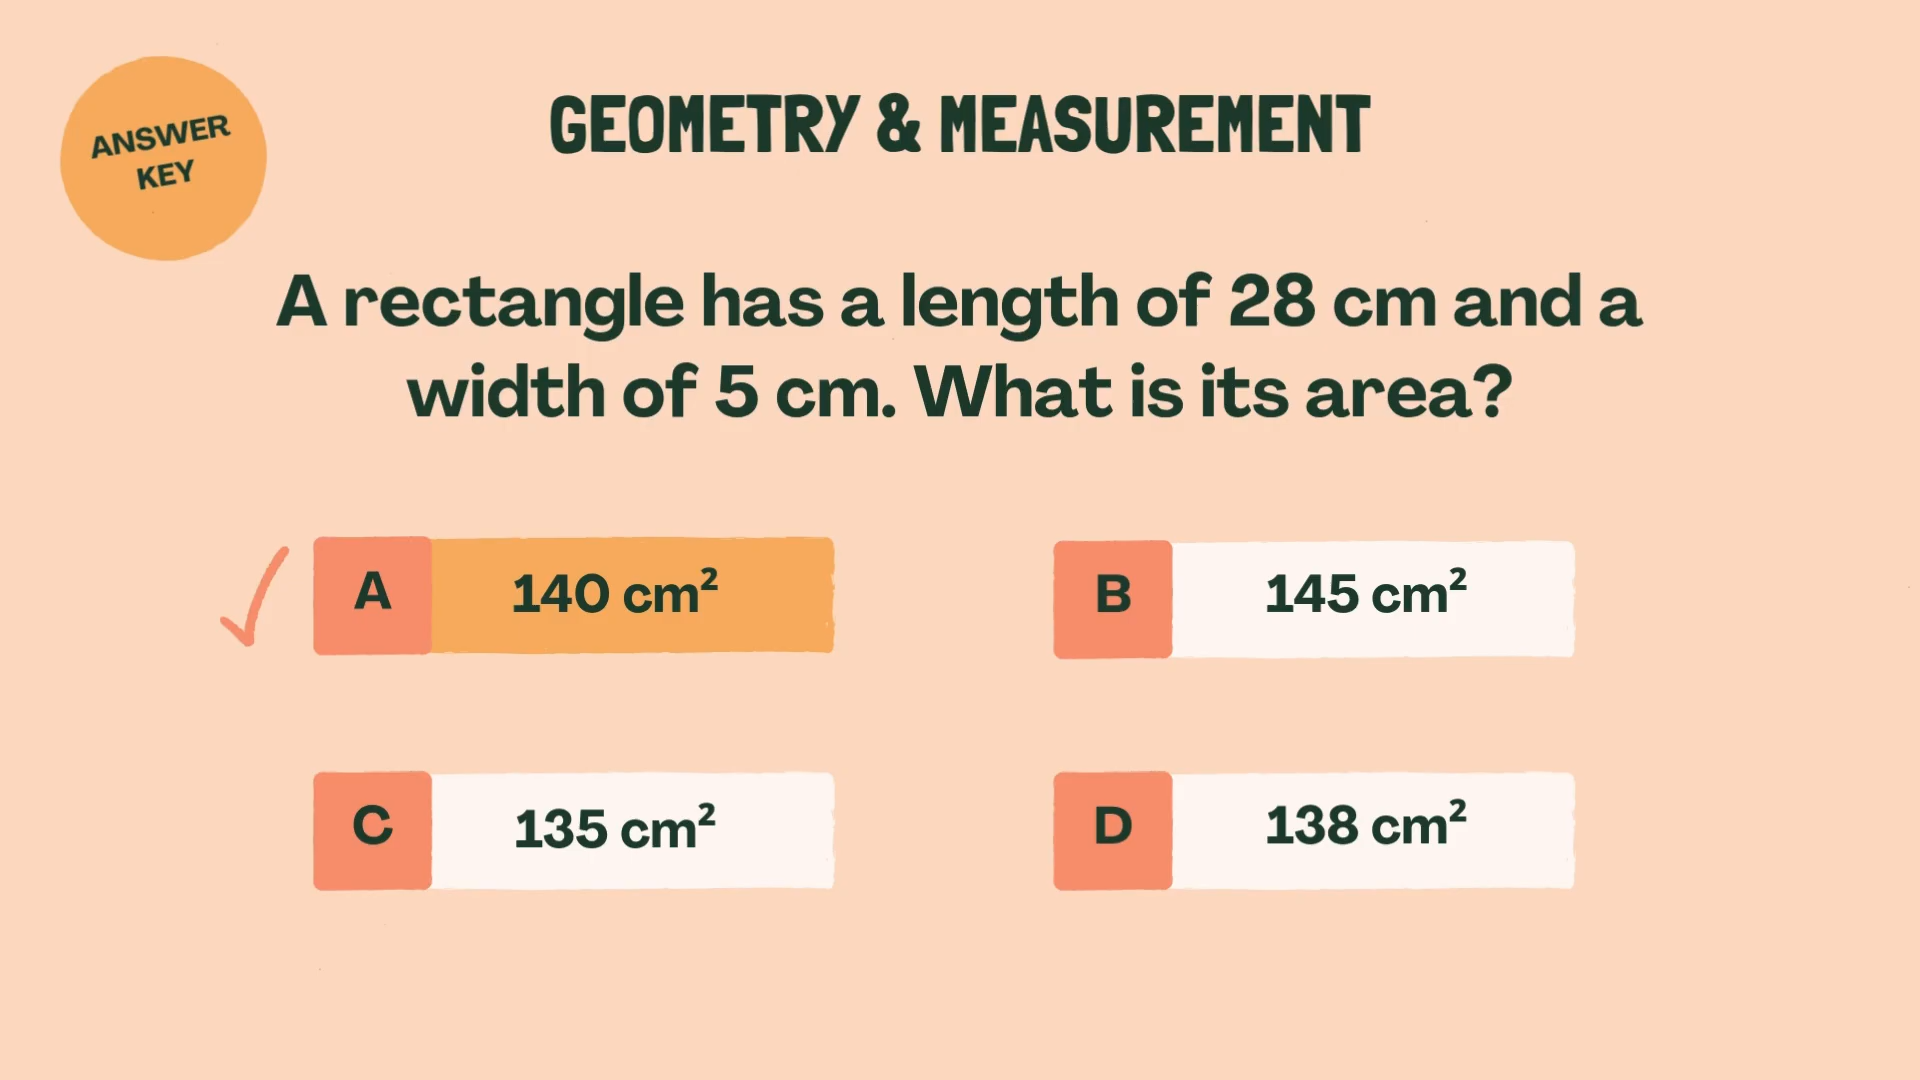 ANSWER
KEY
GEOMETRY & MEASUREMENT
A rectangle has a length of 28 cm and a
width of 5 cm. What is its area?
A 140 cm²
B 145 cm²
C 135 cm²
D 138 cm²